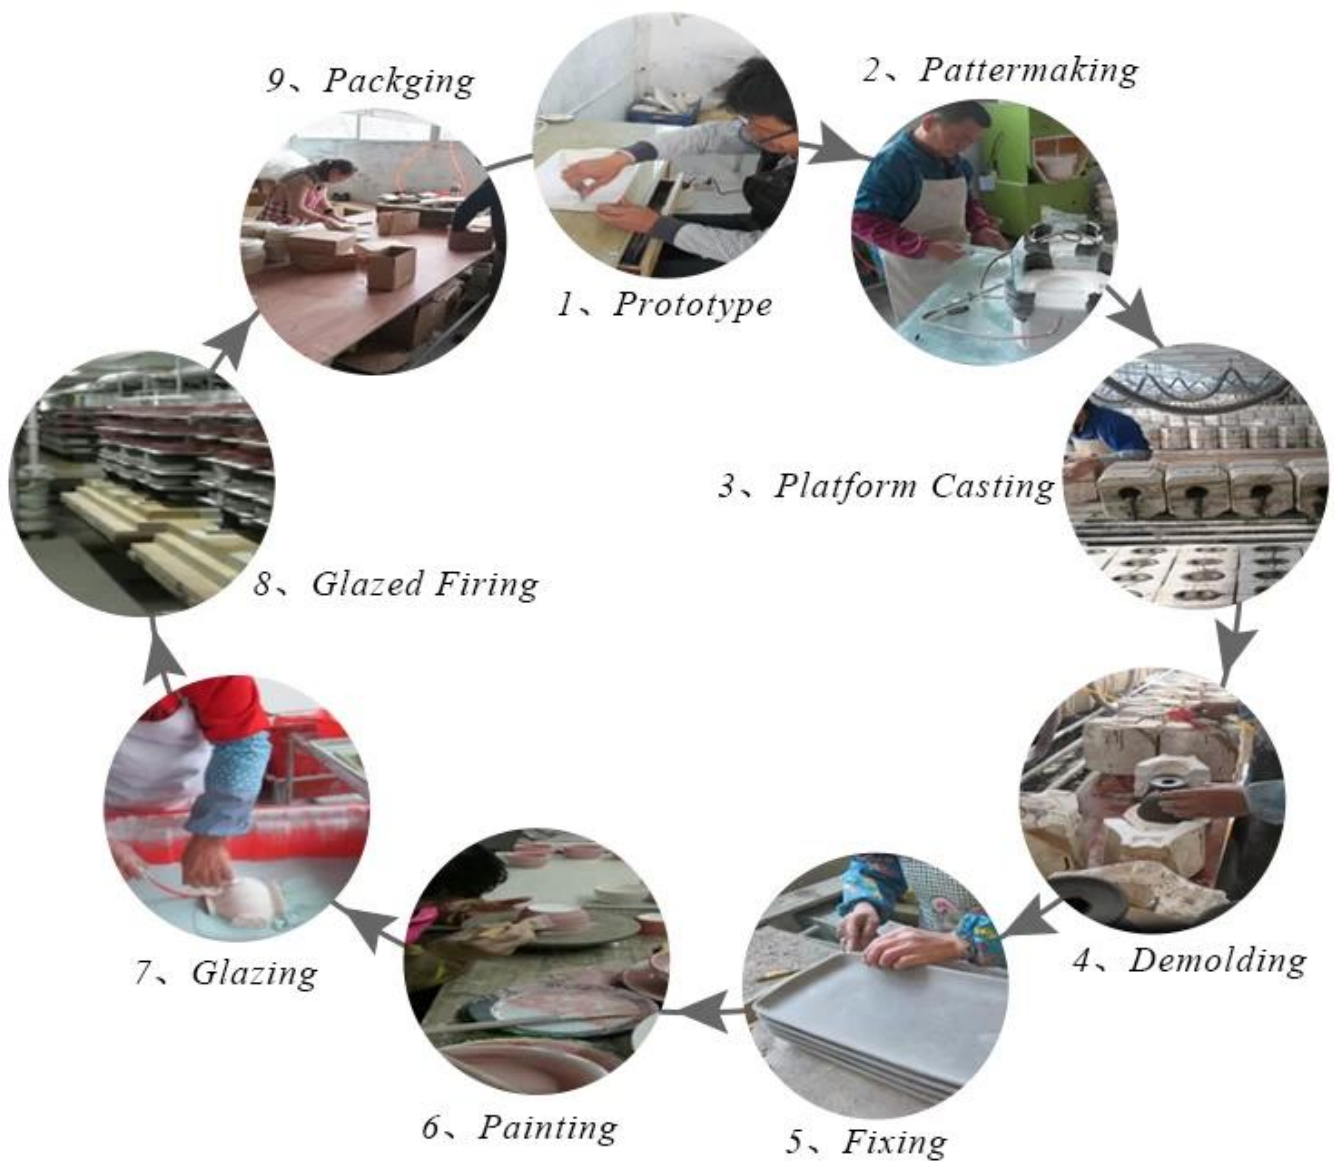 1、Prototype
2、Pattermaking
3、Platform Casting
4、Demolding
5、Fixing
6、Painting
7、Glazing
8、Glazed Firing
9、Packging